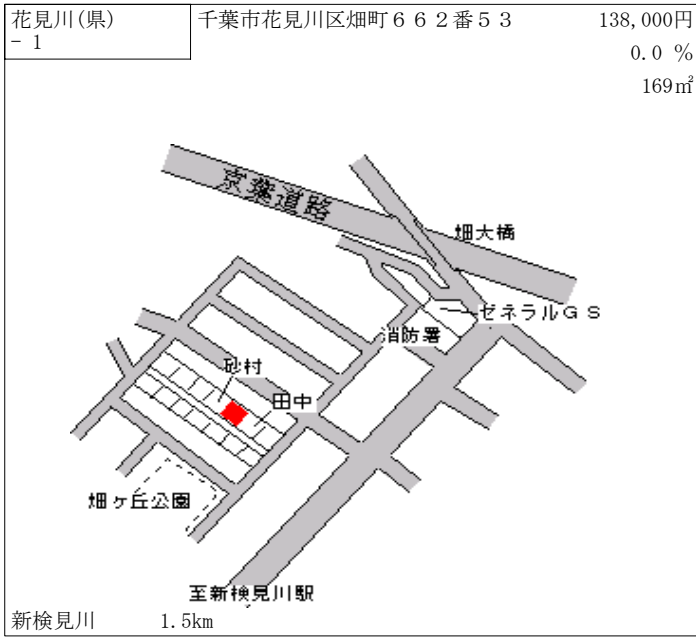 花見川(県)
- 1
千葉市花見川区畑町６６２番５３
138,000円
0.0 %
169㎡
京葉道路
畑大橋
ゼネラルＧＳ
消防署
砂村
田中
畑ヶ丘公園
至新検見川駅
新検見川 1.5km